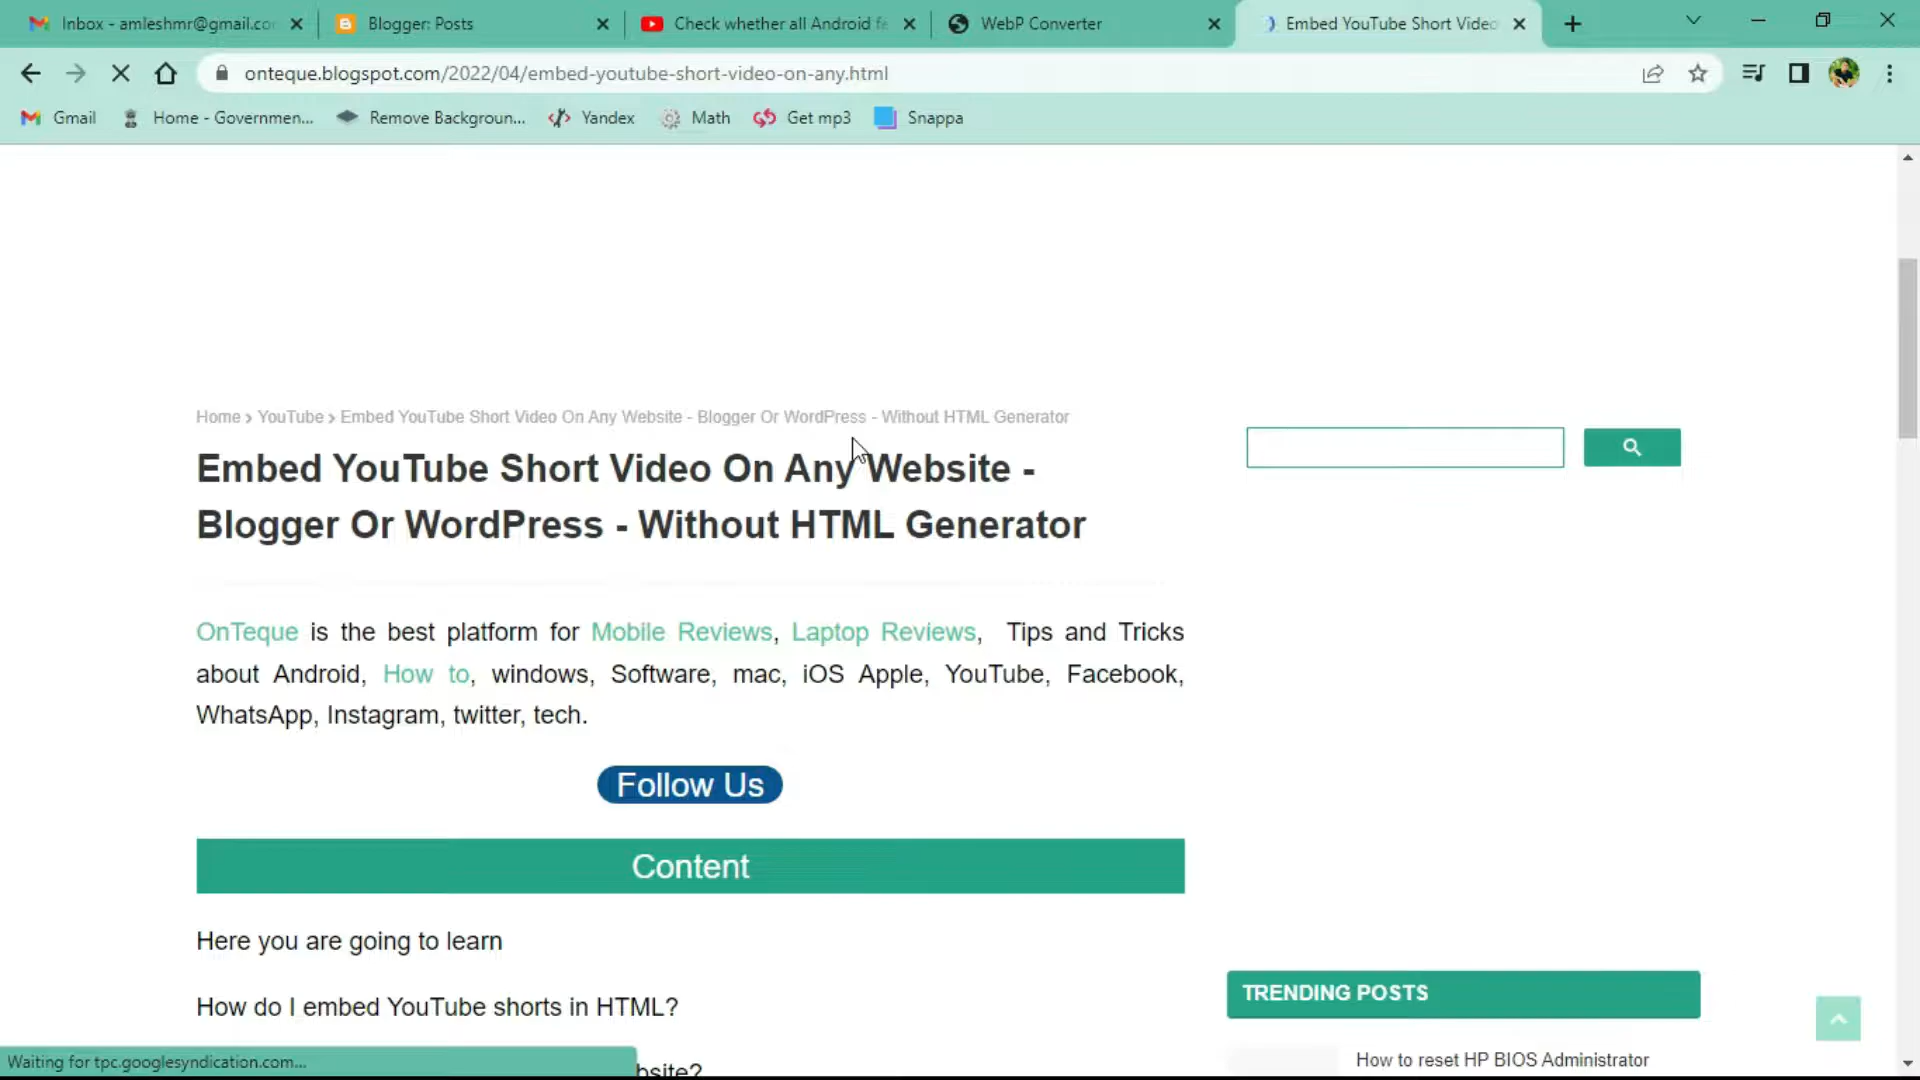 Inbox - amleshmr@gmail.co
Blogger: Posts
Check whether all Android fe
WebP Converter
Embed YouTube Short Video
onteque.blogspot.com/2022/04/embed-youtube-short-video-on-any.html
Gmail
Home - Governmen...
Remove Backgroun...
Yandex
Math
Get mp3
Snappa
Home › YouTube › Embed YouTube Short Video On Any Website - Blogger Or WordPress - Without HTML Generator
Embed YouTube Short Video On Any Website -
Blogger Or WordPress - Without HTML Generator
OnTeque is the best platform for Mobile Reviews, Laptop Reviews, Tips and Tricks
about Android, How to, windows, Software, mac, iOS Apple, YouTube, Facebook,
WhatsApp, Instagram, twitter, tech.
Follow Us
Content
Here you are going to learn
How do I embed YouTube shorts in HTML?
bsite?
TRENDING POSTS
How to reset HP BIOS Administrator
Waiting for tpc.googlesyndication.com...